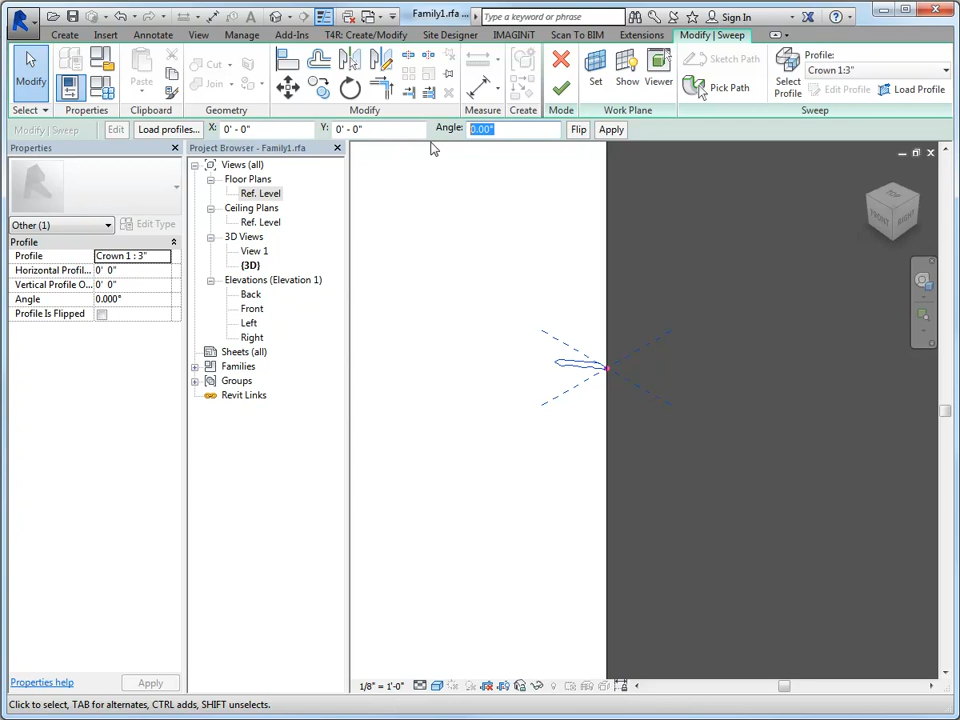 Family1.rfa ...
Type a keyword or phrase
Sign In
Create
Insert
Annotate
View
Manage
Add-Ins
T4R: Create/Modify
Site Designer
IMAGINiT
Scan To BIM
Extensions
Modify | Sweep
Modify
Paste
Cut
Join
Set
Show
Viewer
Sketch Path
Pick Path
Select
Profile
Profile:
Crown 1:3"
Edit Profile
Load Profile
Select
Properties
Clipboard
Geometry
Modify
Measure
Create
Mode
Work Plane
Sweep
Modify | Sweep
Edit
Load profiles...
X: 0' - 0"
Y: 0' - 0"
Angle: 0.00°
Flip
Apply
Properties
Project Browser - Family1.rfa
Other (1)
Edit Type
Profile
Profile Crown 1 : 3"
Horizontal Profil... 0' 0"
Vertical Profile O... 0' 0"
Angle 0.000°
Profile Is Flipped
Properties help
Apply
Views (all)
Floor Plans
Ref. Level
Ceiling Plans
Ref. Level
3D Views
View 1
{3D}
Elevations (Elevation 1)
Back
Front
Left
Right
Sheets (all)
Families
Groups
Revit Links
TOP
FRONT
RIGHT
1/8" = 1'-0"
Click to select, TAB for alternates, CTRL adds, SHIFT unselects.